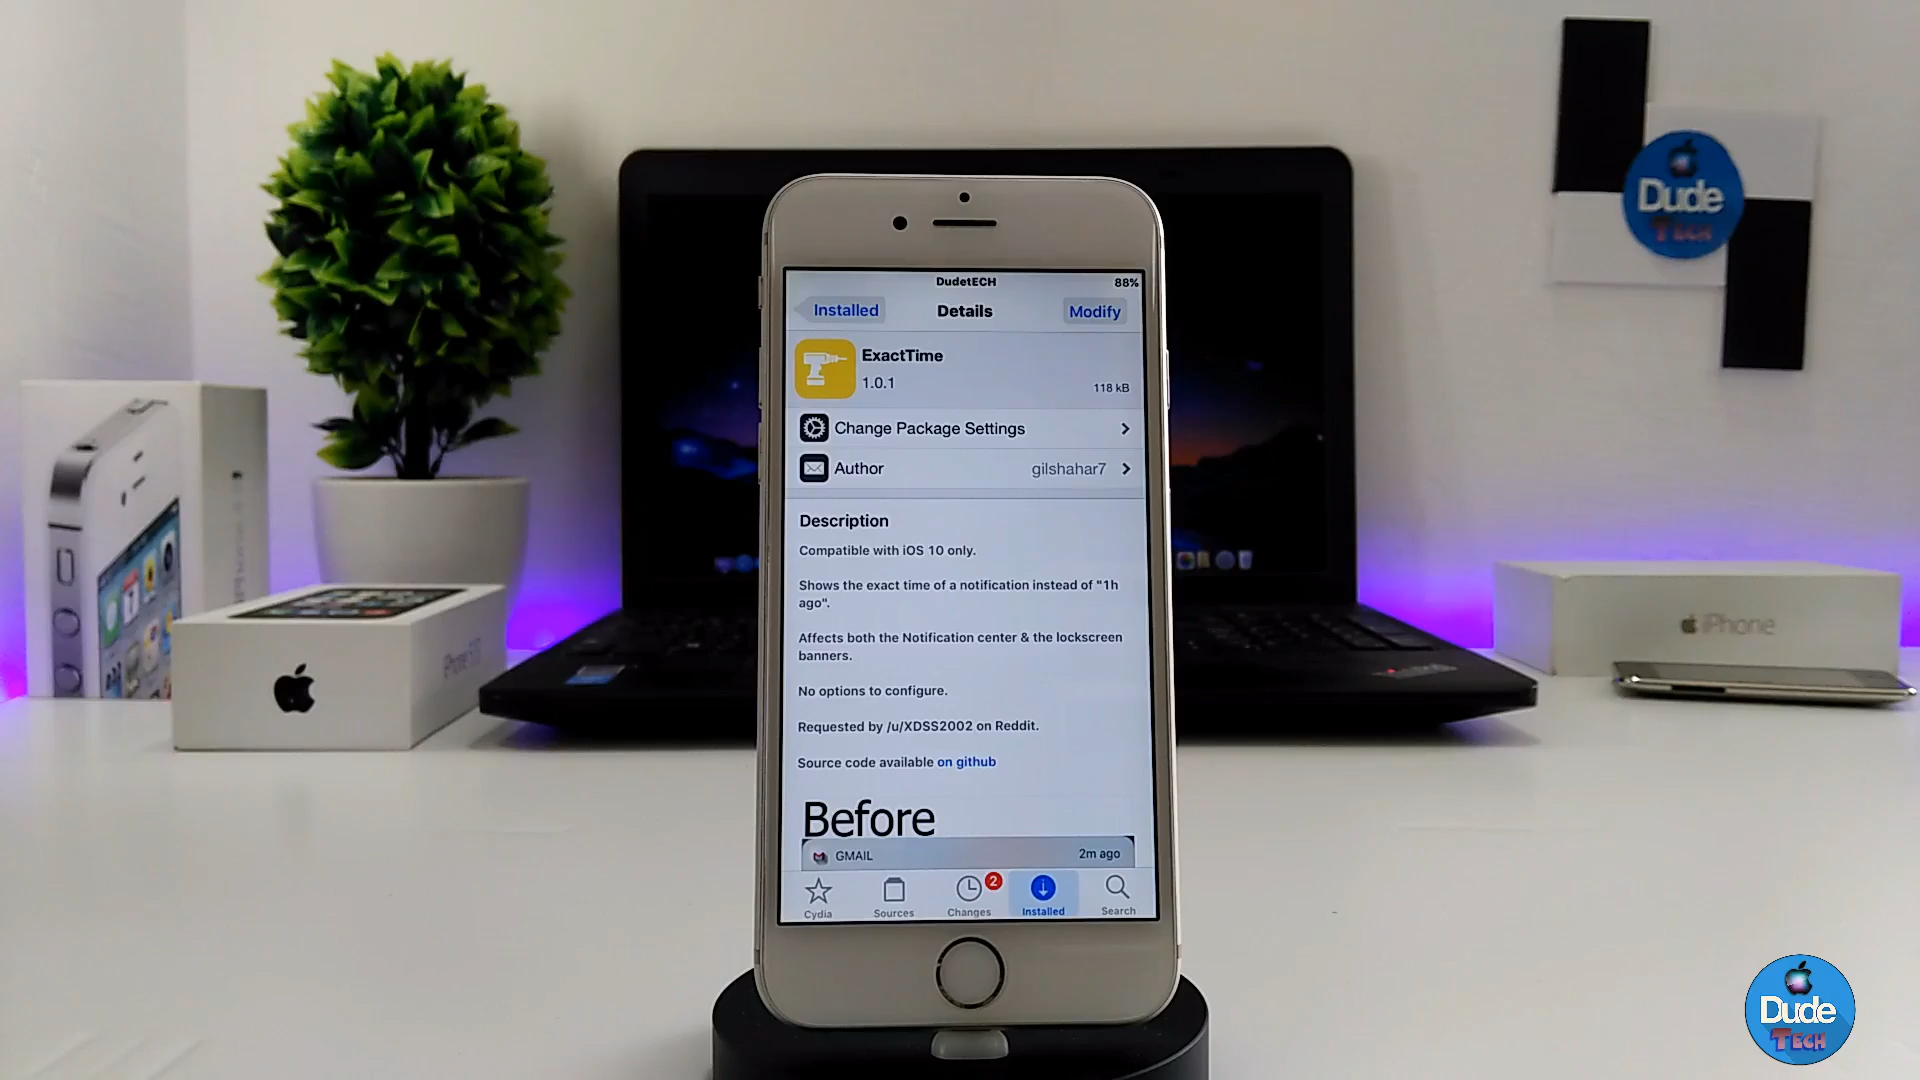 Dude
TECH
DudetECH
88%
Installed
Details
Modify
ExactTime
1.0.1
118 kB
Change Package Settings
Author
gilshahar7
Description
Compatible with iOS 10 only.
Shows the exact time of a notification instead of "1h
ago".
Affects both the Notification center & the lockscreen
banners.
No options to configure.
Requested by /u/XDSS2002 on Reddit.
Source code available on github
Before
GMAIL
2m ago
2
Cydia
Sources
Changes
Installed
Search
iPhone
Dude
TECH